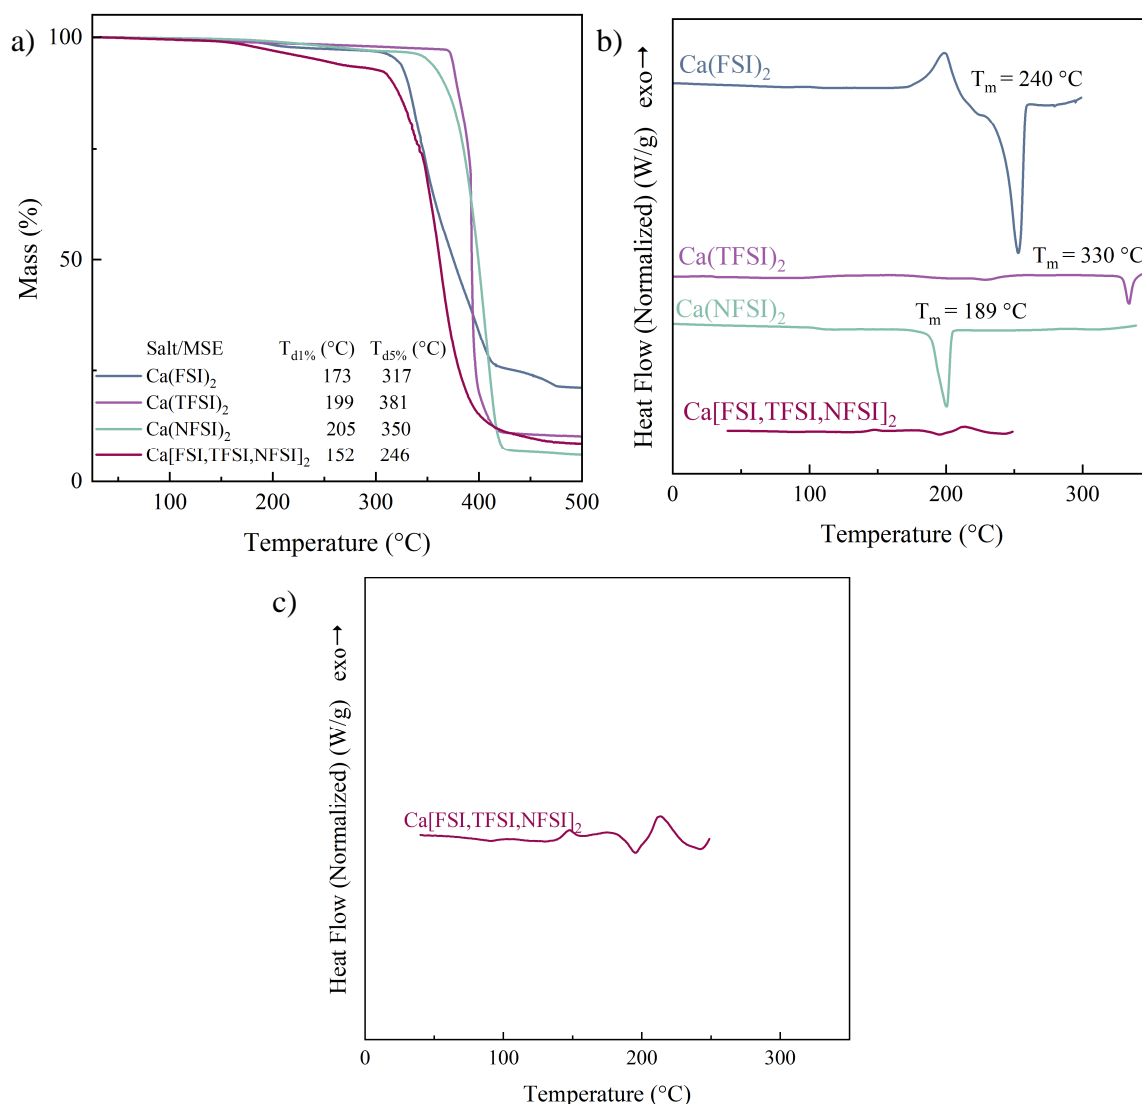 a)
Mass (%)
100
50
0
Salt/MSE T_d1% (°C) T_d5% (°C)
Ca(FSI)₂ 173 317
Ca(TFSI)₂ 199 381
Ca(NFSI)₂ 205 350
Ca[FSI,TFSI,NFSI]₂ 152 246
100 200 300 400 500
Temperature (°C)
b)
Heat Flow (Normalized) (W/g) exo→
Ca(FSI)₂
T_m = 240 °C
Ca(TFSI)₂
T_m = 330 °C
Ca(NFSI)₂
T_m = 189 °C
Ca[FSI,TFSI,NFSI]₂
0 100 200 300
Temperature (°C)
c)
Heat Flow (Normalized) (W/g) exo→
Ca[FSI,TFSI,NFSI]₂
0 100 200 300
Temperature (°C)